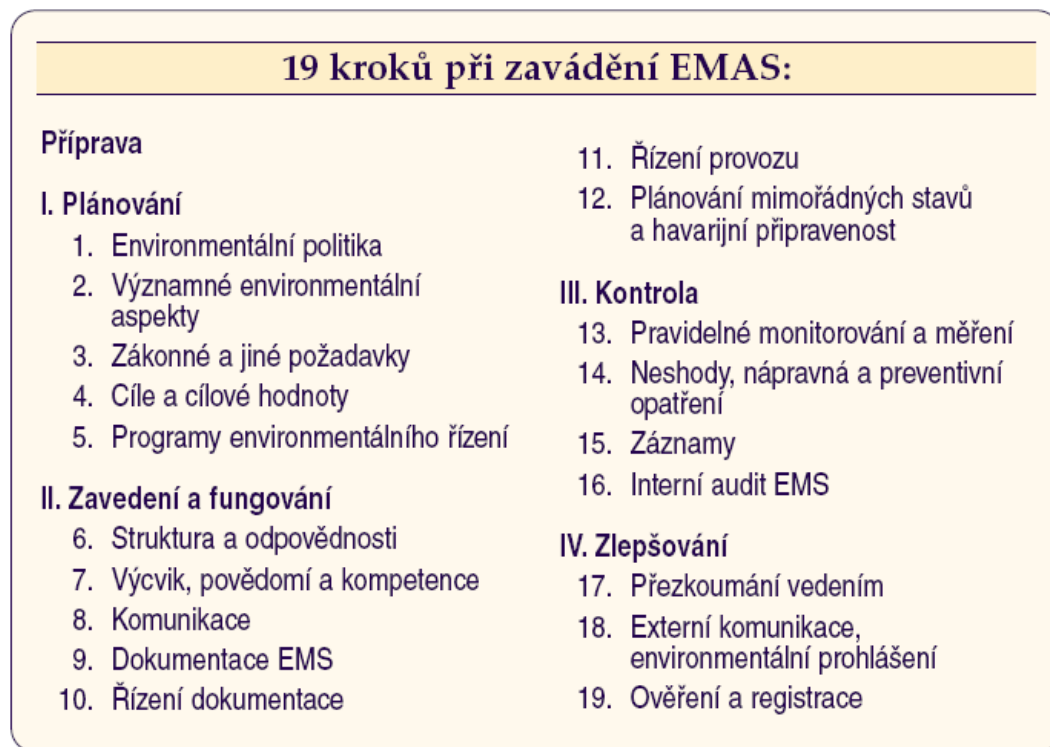 19 kroků při zavádění EMAS:
Příprava
I. Plánování
1. Environmentální politika
2. Významné environmentální
aspekty
3. Zákonné a jiné požadavky
4. Cíle a cílové hodnoty
5. Programy environmentálního řízení
II. Zavedení a fungování
6. Struktura a odpovědnosti
7. Výcvik, povědomí a kompetence
8. Komunikace
9. Dokumentace EMS
10. Řízení dokumentace
11. Řízení provozu
12. Plánování mimořádných stavů
a havarijní připravenost
III. Kontrola
13. Pravidelné monitorování a měření
14. Neshody, nápravná a preventivní
opatření
15. Záznamy
16. Interní audit EMS
IV. Zlepšování
17. Přezkoumání vedením
18. Externí komunikace,
environmentální prohlášení
19. Ověření a registrace